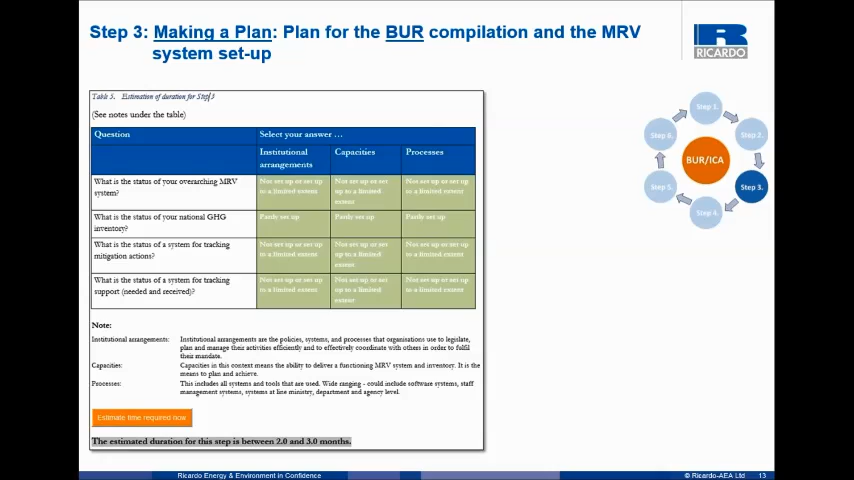 Step 3: Making a Plan: Plan for the BUR compilation and the MRV
system set-up
RICARDO
Table 5. Estimation of duration for Step 3
(See notes under the table)
Question
Select your answer …
Institutional
arrangements
Capacities
Processes
What is the status of your overarching MRV
system?
Not set up or set up
to a limited extent
Not set up or set
up to a limited
extent
Not set up or set up
to a limited extent
What is the status of your national GHG
inventory?
Partly set up
Partly set up
Partly set up
What is the status of a system for tracking
mitigation actions?
Not set up or set up
to a limited extent
Not set up or set
up to a limited
extent
Not set up or set up
to a limited extent
What is the status of a system for tracking
support (needed and received)?
Not set up or set up
to a limited extent
Not set up or set
up to a limited
extent
Not set up or set up
to a limited extent
Note:
Institutional arrangements: Institutional arrangements are the policies, systems, and processes that organisations use to legislate,
plan and manage their activities efficiently and to effectively coordinate with others in order to fulfil
their mandate.
Capacities: Capacities in this context means the ability to deliver a functioning MRV system and inventory. It is the
means to plan and achieve.
Processes: This includes all systems and tools that are used. Wide ranging - could include software systems, staff
management systems, systems at line ministry, department and agency level.
Estimate time required now
The estimated duration for this step is between 2.0 and 3.0 months.
Step 1.
Step 2.
Step 3.
Step 4.
Step 5.
Step 6.
BUR/ICA
Ricardo Energy & Environment in Confidence
© Ricardo-AEA Ltd
13